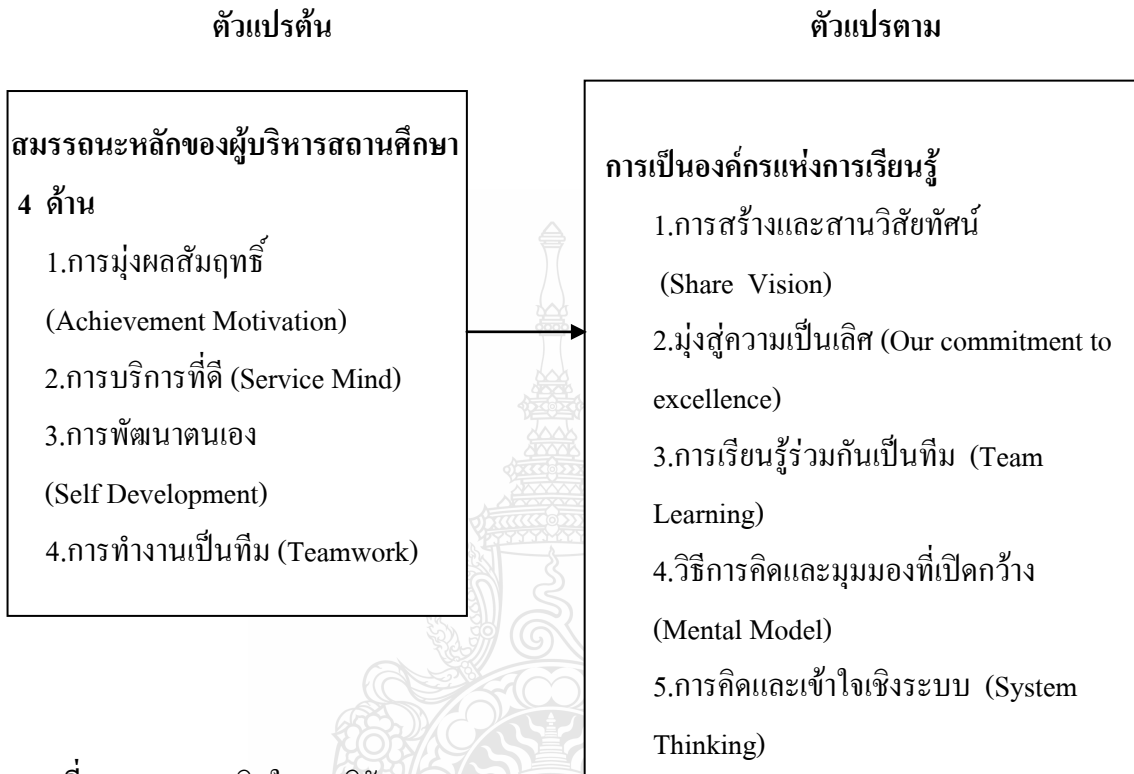 ตัวแปรต้น
ตัวแปรตาม
สมรรถนะหลักของผู้บริหารสถานศึกษา
4 ด้าน
1.การมุ่งผลสัมฤทธิ์
(Achievement Motivation)
2.การบริการที่ดี (Service Mind)
3.การพัฒนาตนเอง
(Self Development)
4.การทำงานเป็นทีม (Teamwork)
การเป็นองค์กรแห่งการเรียนรู้
1.การสร้างและสานวิสัยทัศน์
(Share Vision)
2.มุ่งสู่ความเป็นเลิศ (Our commitment to
excellence)
3.การเรียนรู้ร่วมกันเป็นทีม (Team
Learning)
4.วิธีการคิดและมุมมองที่เปิดกว้าง
(Mental Model)
5.การคิดและเข้าใจเชิงระบบ (System
Thinking)